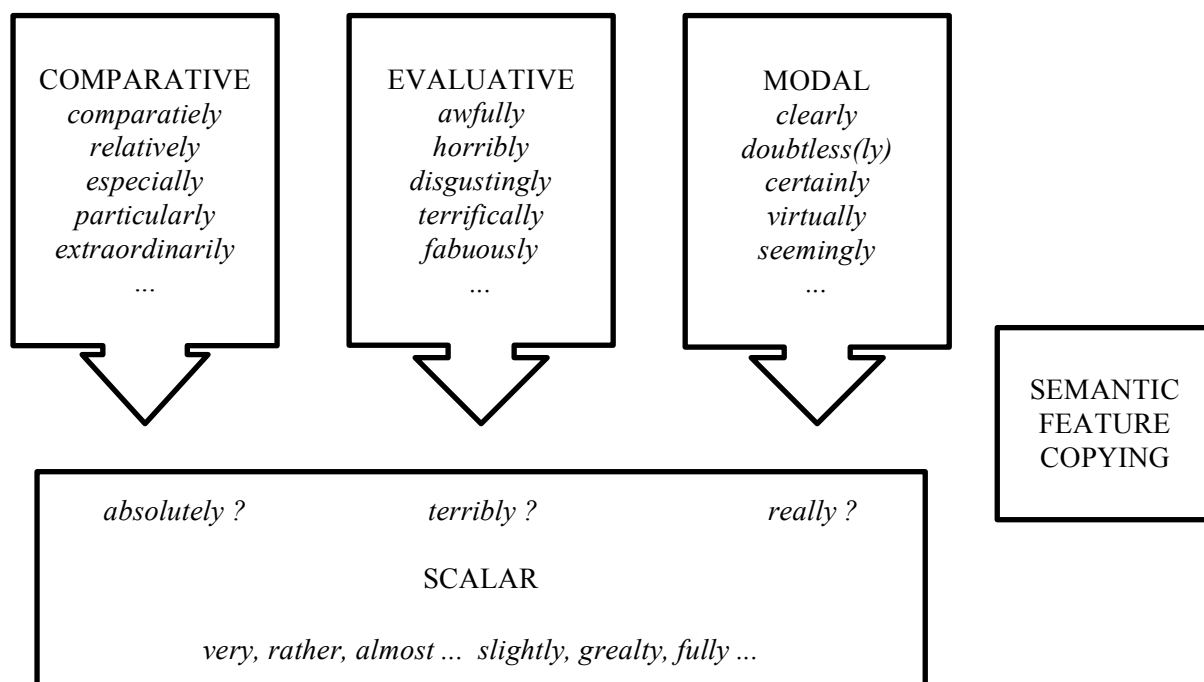 COMPARATIVE
comparatiely
relatively
especially
particularly
extraordinarily
...
EVALUATIVE
awfully
horribly
disgustingly
terrifically
fabuously
...
MODAL
clearly
doubtless(ly)
certainly
virtually
seemingly
...
SEMANTIC
FEATURE
COPYING
absolutely ? terribly ? really ?
SCALAR
very, rather, almost ... slightly, grealty, fully ...